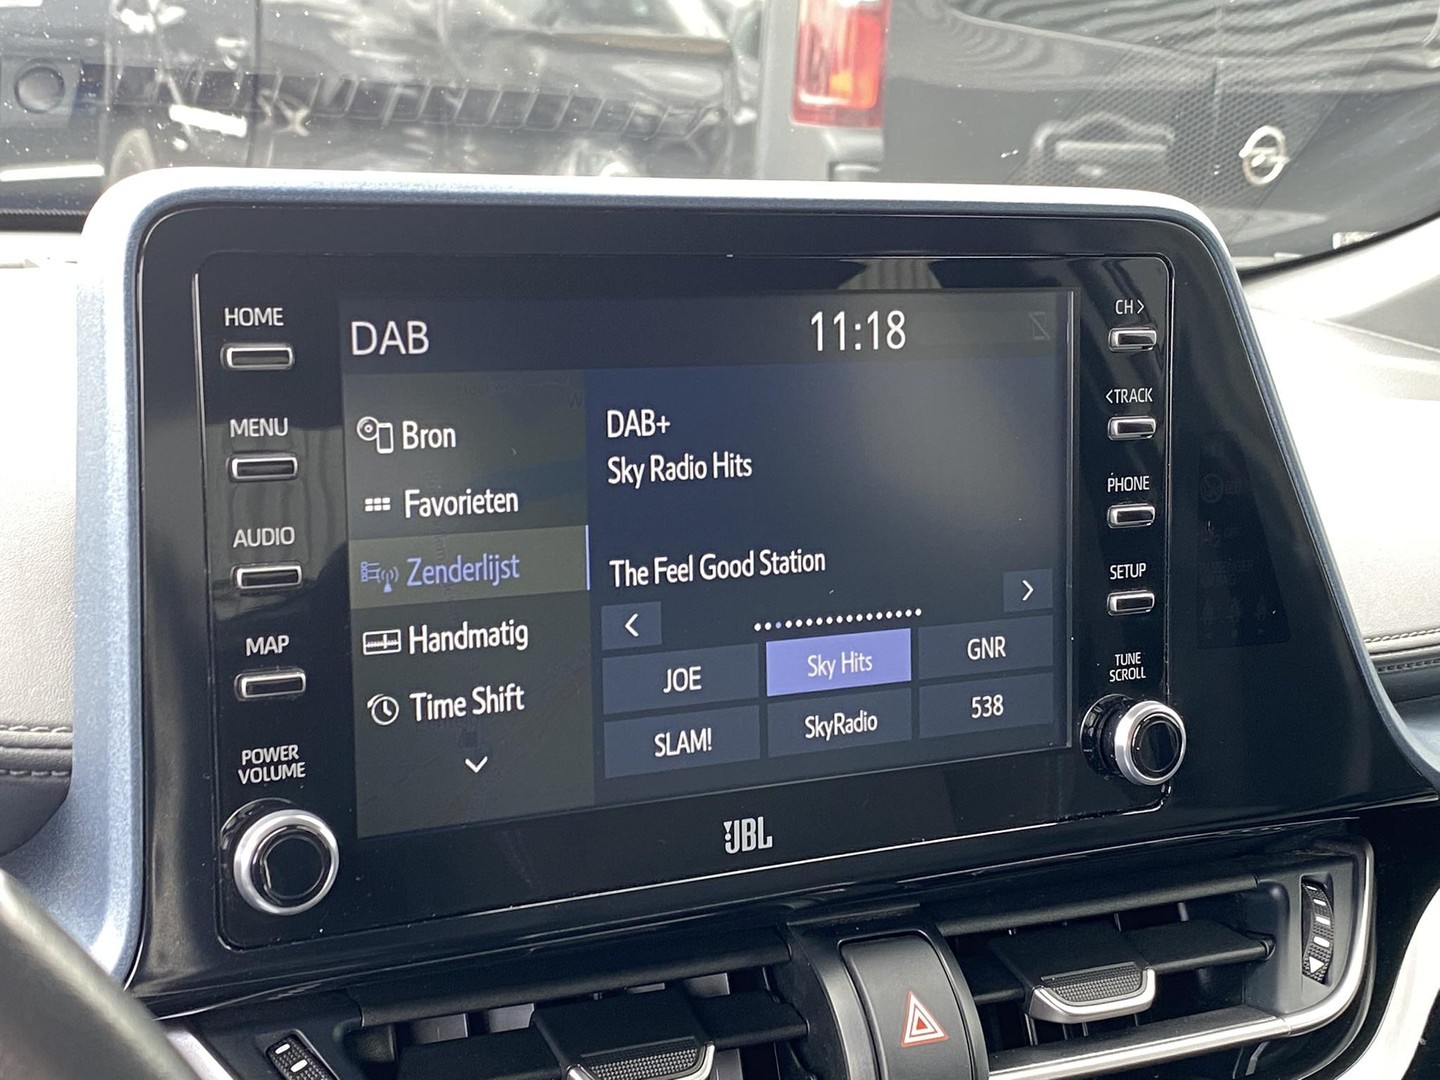 HOME
MENU
AUDIO
MAP
POWER
VOLUME
DAB
11:18
Bron
Favorieten
Zenderlijst
Handmatig
Time Shift
DAB+
Sky Radio Hits
The Feel Good Station
JOE
Sky Hits
GNR
SLAM!
SkyRadio
538
CH>
<TRACK
PHONE
SETUP
TUNE
SCROLL
JBL